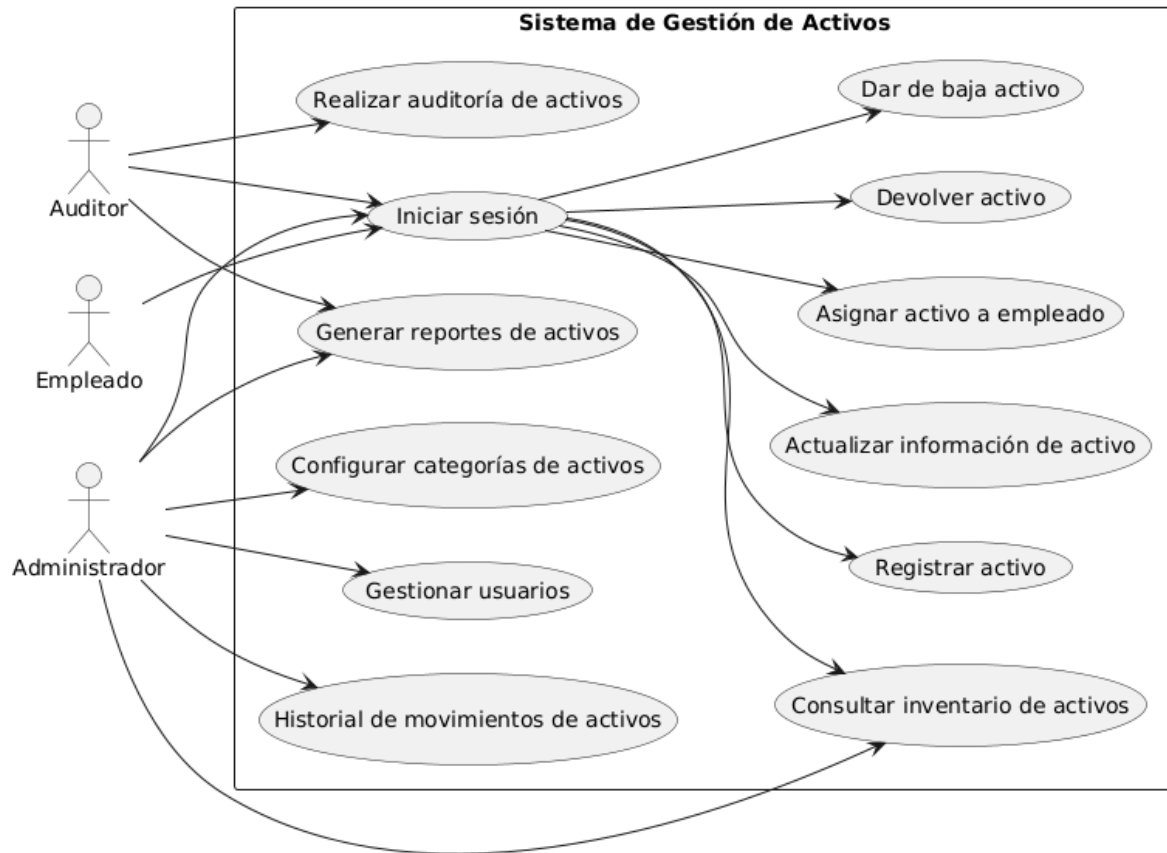 Sistema de Gestión de Activos
Realizar auditoría de activos
Dar de baja activo
Auditor
Iniciar sesión
Devolver activo
Generar reportes de activos
Asignar activo a empleado
Empleado
Configurar categorías de activos
Actualizar información de activo
Administrador
Gestionar usuarios
Registrar activo
Historial de movimientos de activos
Consultar inventario de activos